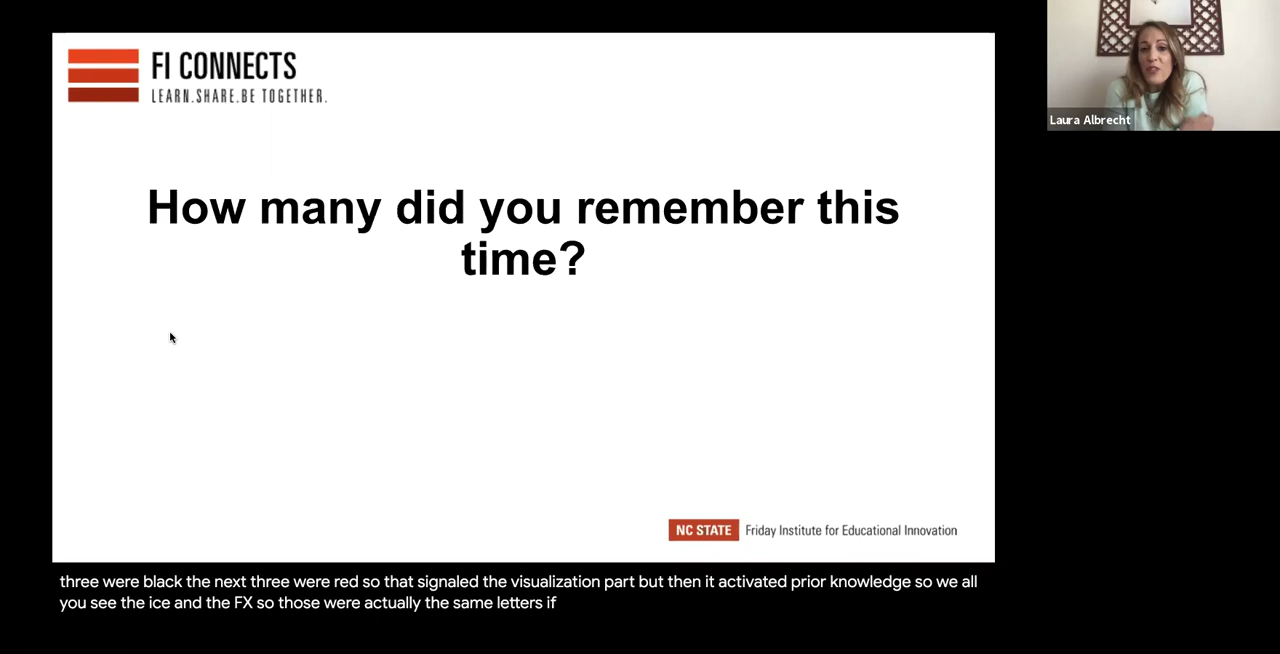 FI CONNECTS
LEARN.SHARE.BE TOGETHER.
Laura Albrecht
How many did you remember this
time?
NC STATE Friday Institute for Educational Innovation
three were black the next three were red so that signaled the visualization part but then it activated prior knowledge so we all
you see the ice and the FX so those were actually the same letters if